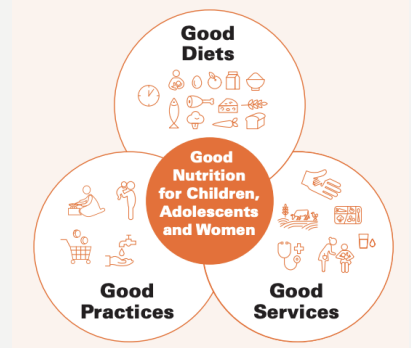 Good
Diets
Good
Nutrition
for Children,
Adolescents
and Women
Good
Practices
Good
Services